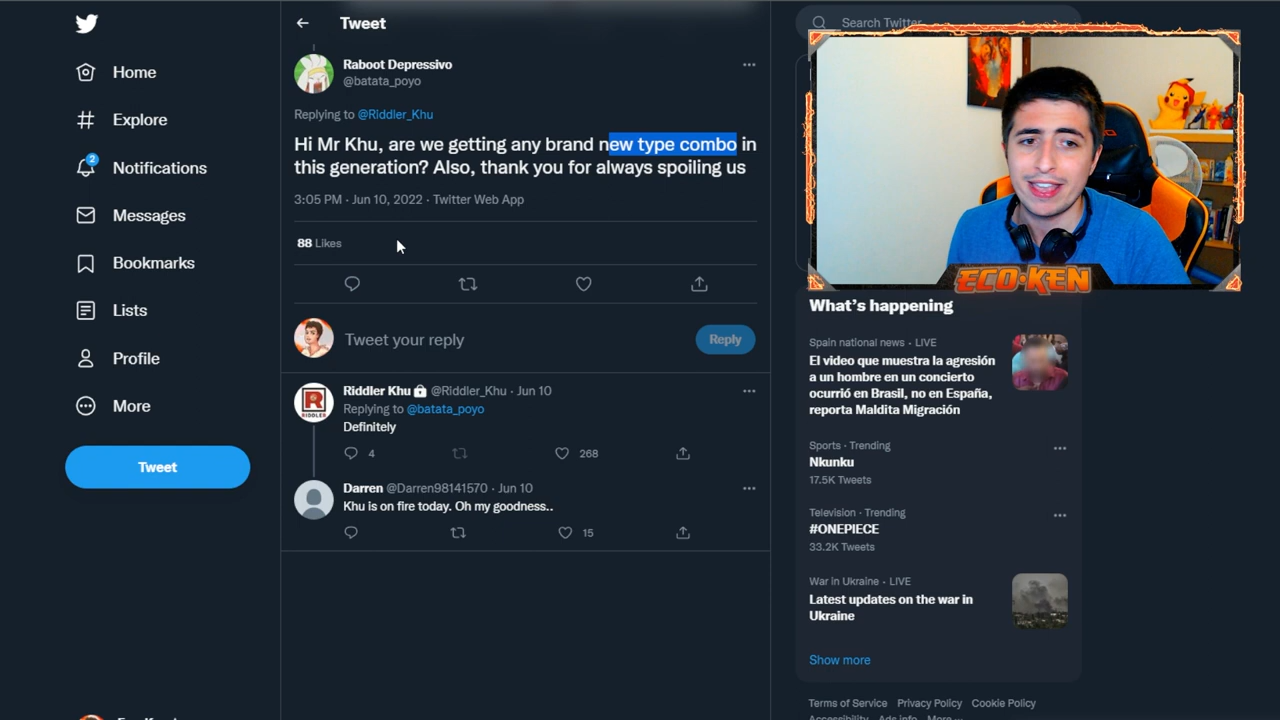 Tweet
Search Twitter
Home
Explore
2
Notifications
Messages
Bookmarks
Lists
Profile
More
Tweet
Raboot Depressivo
@batata_poyo
Replying to @Riddler_Khu
Hi Mr Khu, are we getting any brand new type combo in
this generation? Also, thank you for always spoiling us
3:05 PM · Jun 10, 2022 · Twitter Web App
88 Likes
Tweet your reply
Reply
Riddler Khu @Riddler_Khu · Jun 10
Replying to @batata_poyo
Definitely
4
268
R
RIDDLER
Darren @Darren98141570 · Jun 10
Khu is on fire today. Oh my goodness..
15
ECO·KEN
What's happening
Spain national news · LIVE
El video que muestra la agresión
a un hombre en un concierto
ocurrió en Brasil, no en España,
reporta Maldita Migración
Sports · Trending
Nkunku
17.5K Tweets
Television · Trending
#ONEPIECE
33.2K Tweets
War in Ukraine · LIVE
Latest updates on the war in
Ukraine
Show more
Terms of Service Privacy Policy Cookie Policy
Accessibility Ads info More